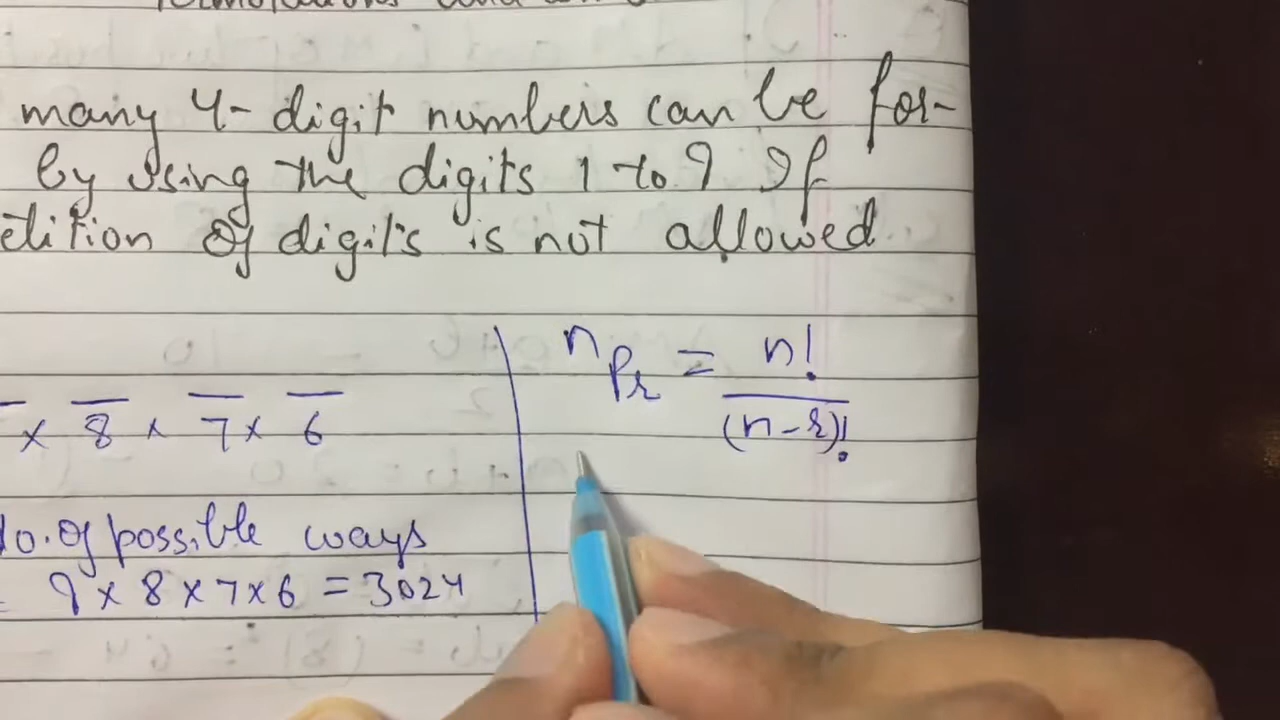 many 4-digit numbers can be for-
by using the digits 1 to 9 If
etition of digits is not allowed
× 8 × 7 × 6
No. of possible ways
= 9 × 8 × 7 × 6 = 3024
nPr = n!
(n-r)!